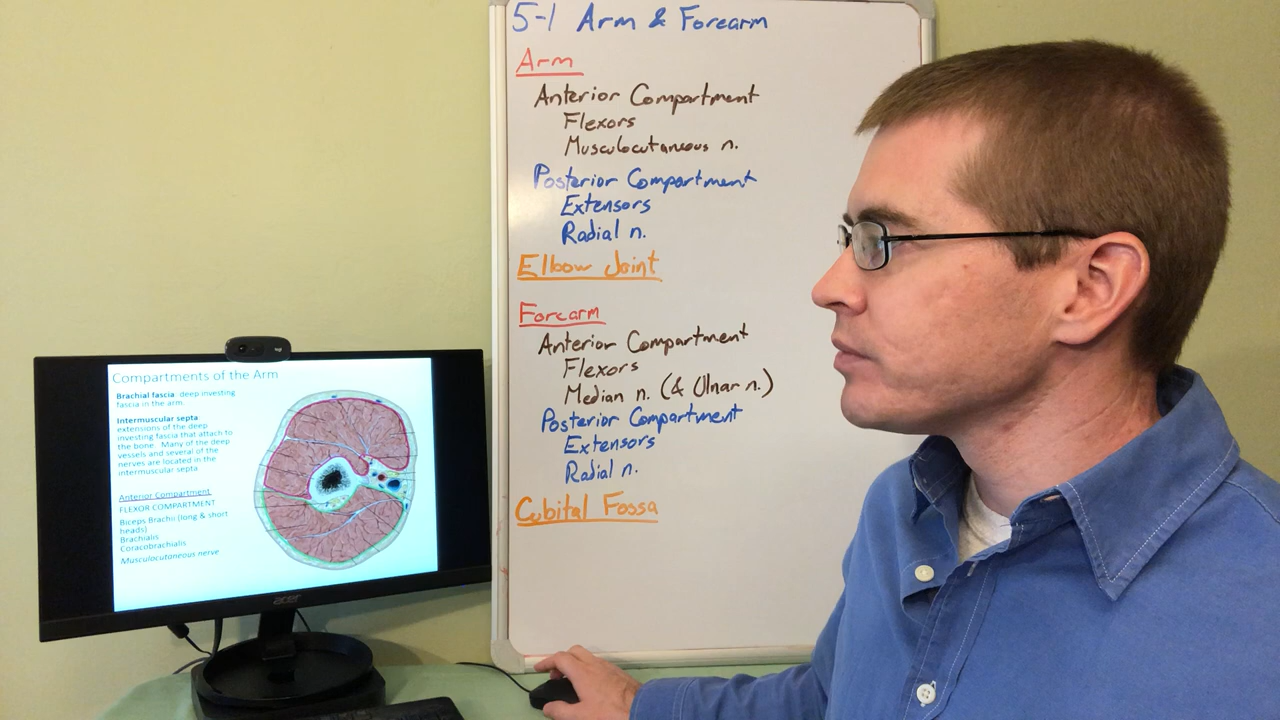 5-1 Arm & Forearm
Arm
Anterior Compartment
Flexors
Musculocutaneous n.
Posterior Compartment
Extensors
Radial n.
Elbow Joint
Forearm
Anterior Compartment
Flexors
Median n. (& Ulnar n.)
Posterior Compartment
Extensors
Radial n.
Cubital Fossa
Compartments of the Arm
Brachial fascia: deep investing
fascia in the arm.
Intermuscular septa:
extensions of the deep
investing fascia that attach to
the bone. Many of the deep
vessels and several of the
nerves are located in the
intermuscular septa
Anterior Compartment
FLEXOR COMPARTMENT
Biceps Brachii (long & short
heads)
Brachialis
Coracobrachialis
Musculocutaneous nerve
acer